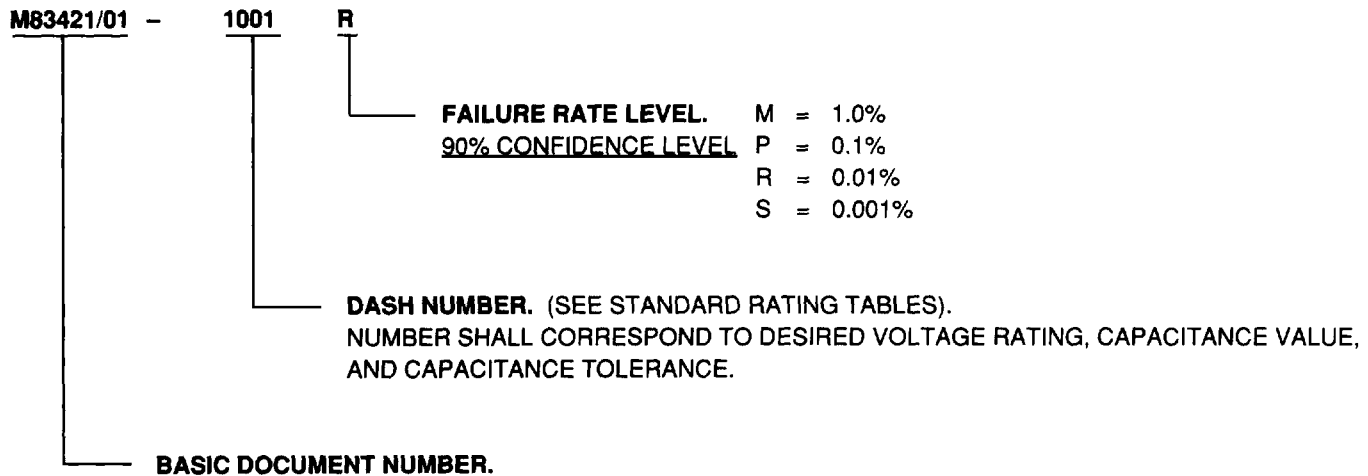 M83421/01 – 1001 R
FAILURE RATE LEVEL. M = 1.0%
90% CONFIDENCE LEVEL P = 0.1%
R = 0.01%
S = 0.001%
DASH NUMBER. (SEE STANDARD RATING TABLES).
NUMBER SHALL CORRESPOND TO DESIRED VOLTAGE RATING, CAPACITANCE VALUE,
AND CAPACITANCE TOLERANCE.
BASIC DOCUMENT NUMBER.